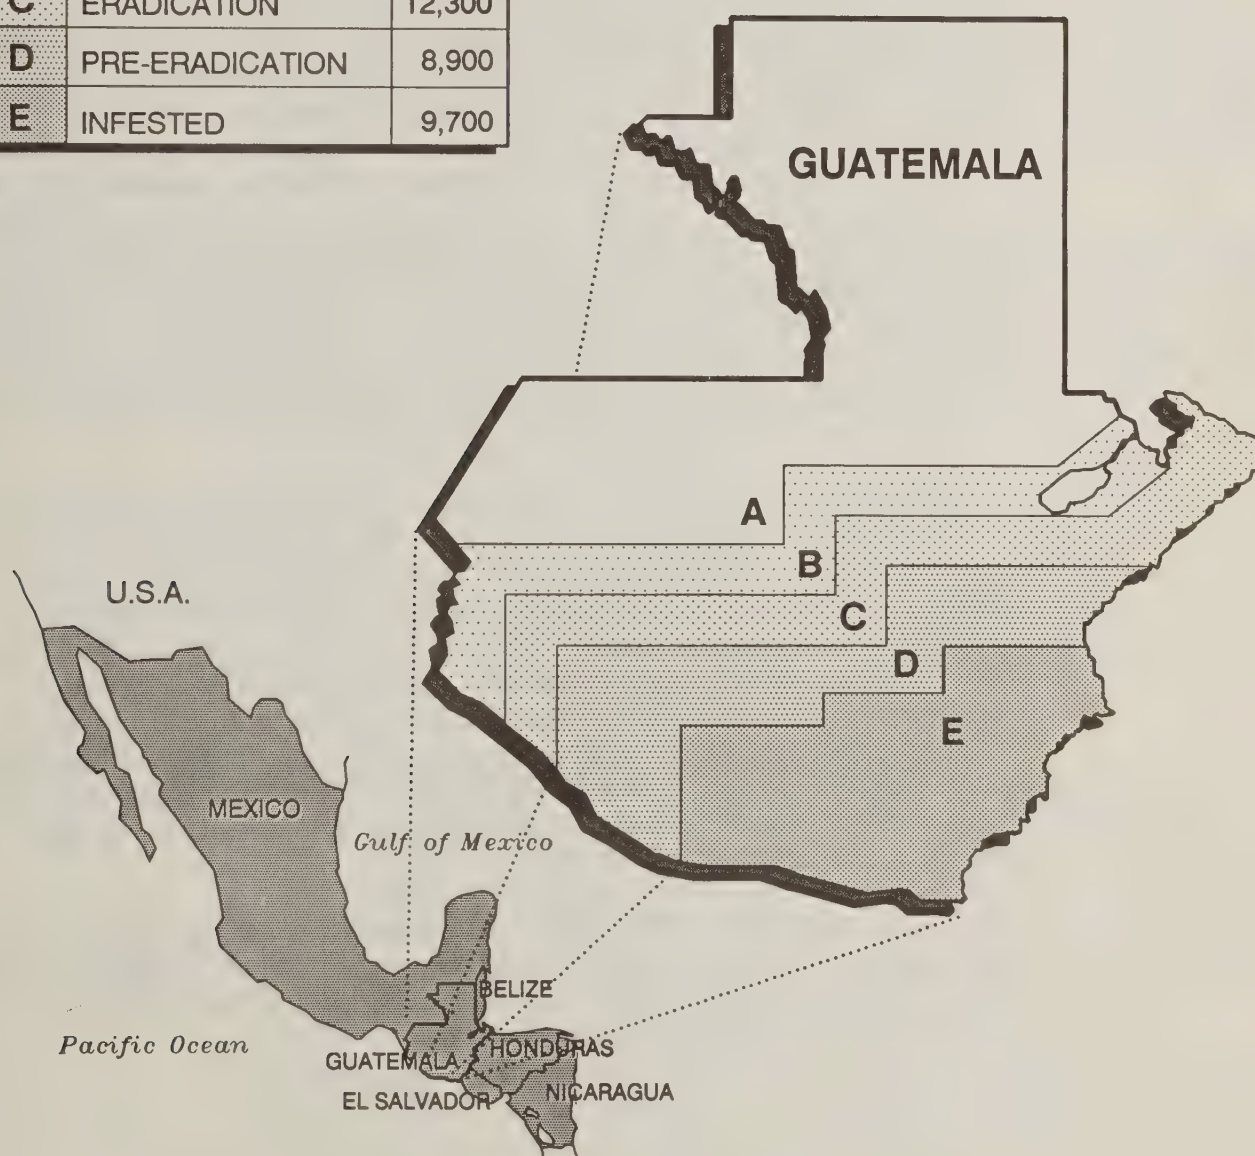 C ERADICATION 12,300
D PRE-ERADICATION 8,900
E INFESTED 9,700
GUATEMALA
A
B
C
D
E
U.S.A.
MEXICO
Gulf of Mexico
Pacific Ocean
BELIZE
GUATEMALA
HONDURAS
EL SALVADOR
NICARAGUA